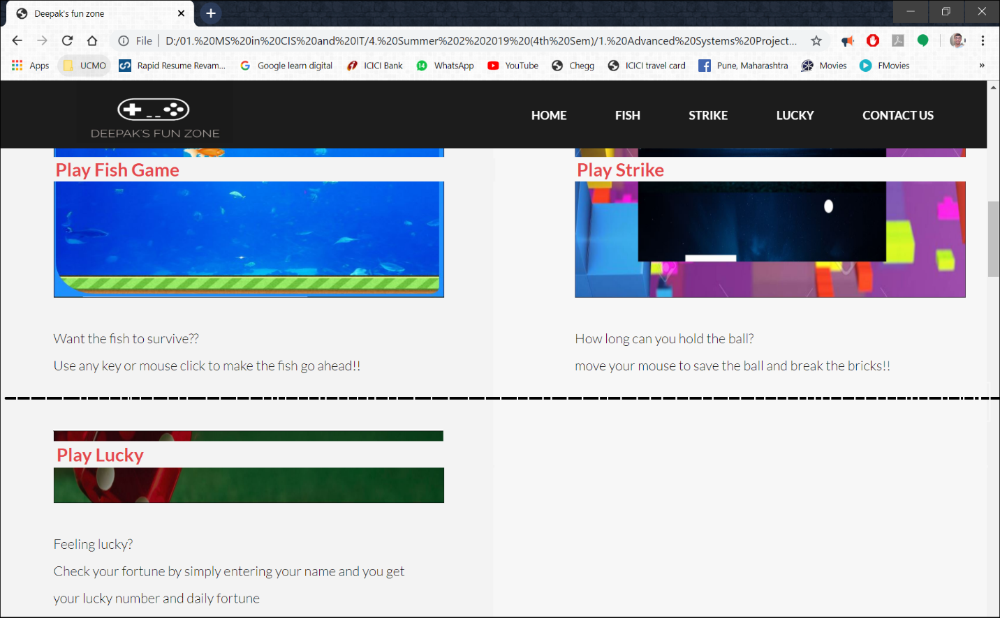 Deepak's fun zone
File | D:/01.%20MS%20in%20CIS%20and%20IT/4.%20Summer%202%202019%20(4th%20Sem)/1.%20Advanced%20Systems%20Project...
Apps UCMO Rapid Resume Revam... Google learn digital ICICI Bank 14 WhatsApp YouTube Chegg ICICI travel card Pune, Maharashtra Movies FMovies »
DEEPAK'S FUN ZONE
HOME FISH STRIKE LUCKY CONTACT US
Play Fish Game
Play Strike
Want the fish to survive??
Use any key or mouse click to make the fish go ahead!!
How long can you hold the ball?
move your mouse to save the ball and break the bricks!!
Play Lucky
Feeling lucky?
Check your fortune by simply entering your name and you get
your lucky number and daily fortune